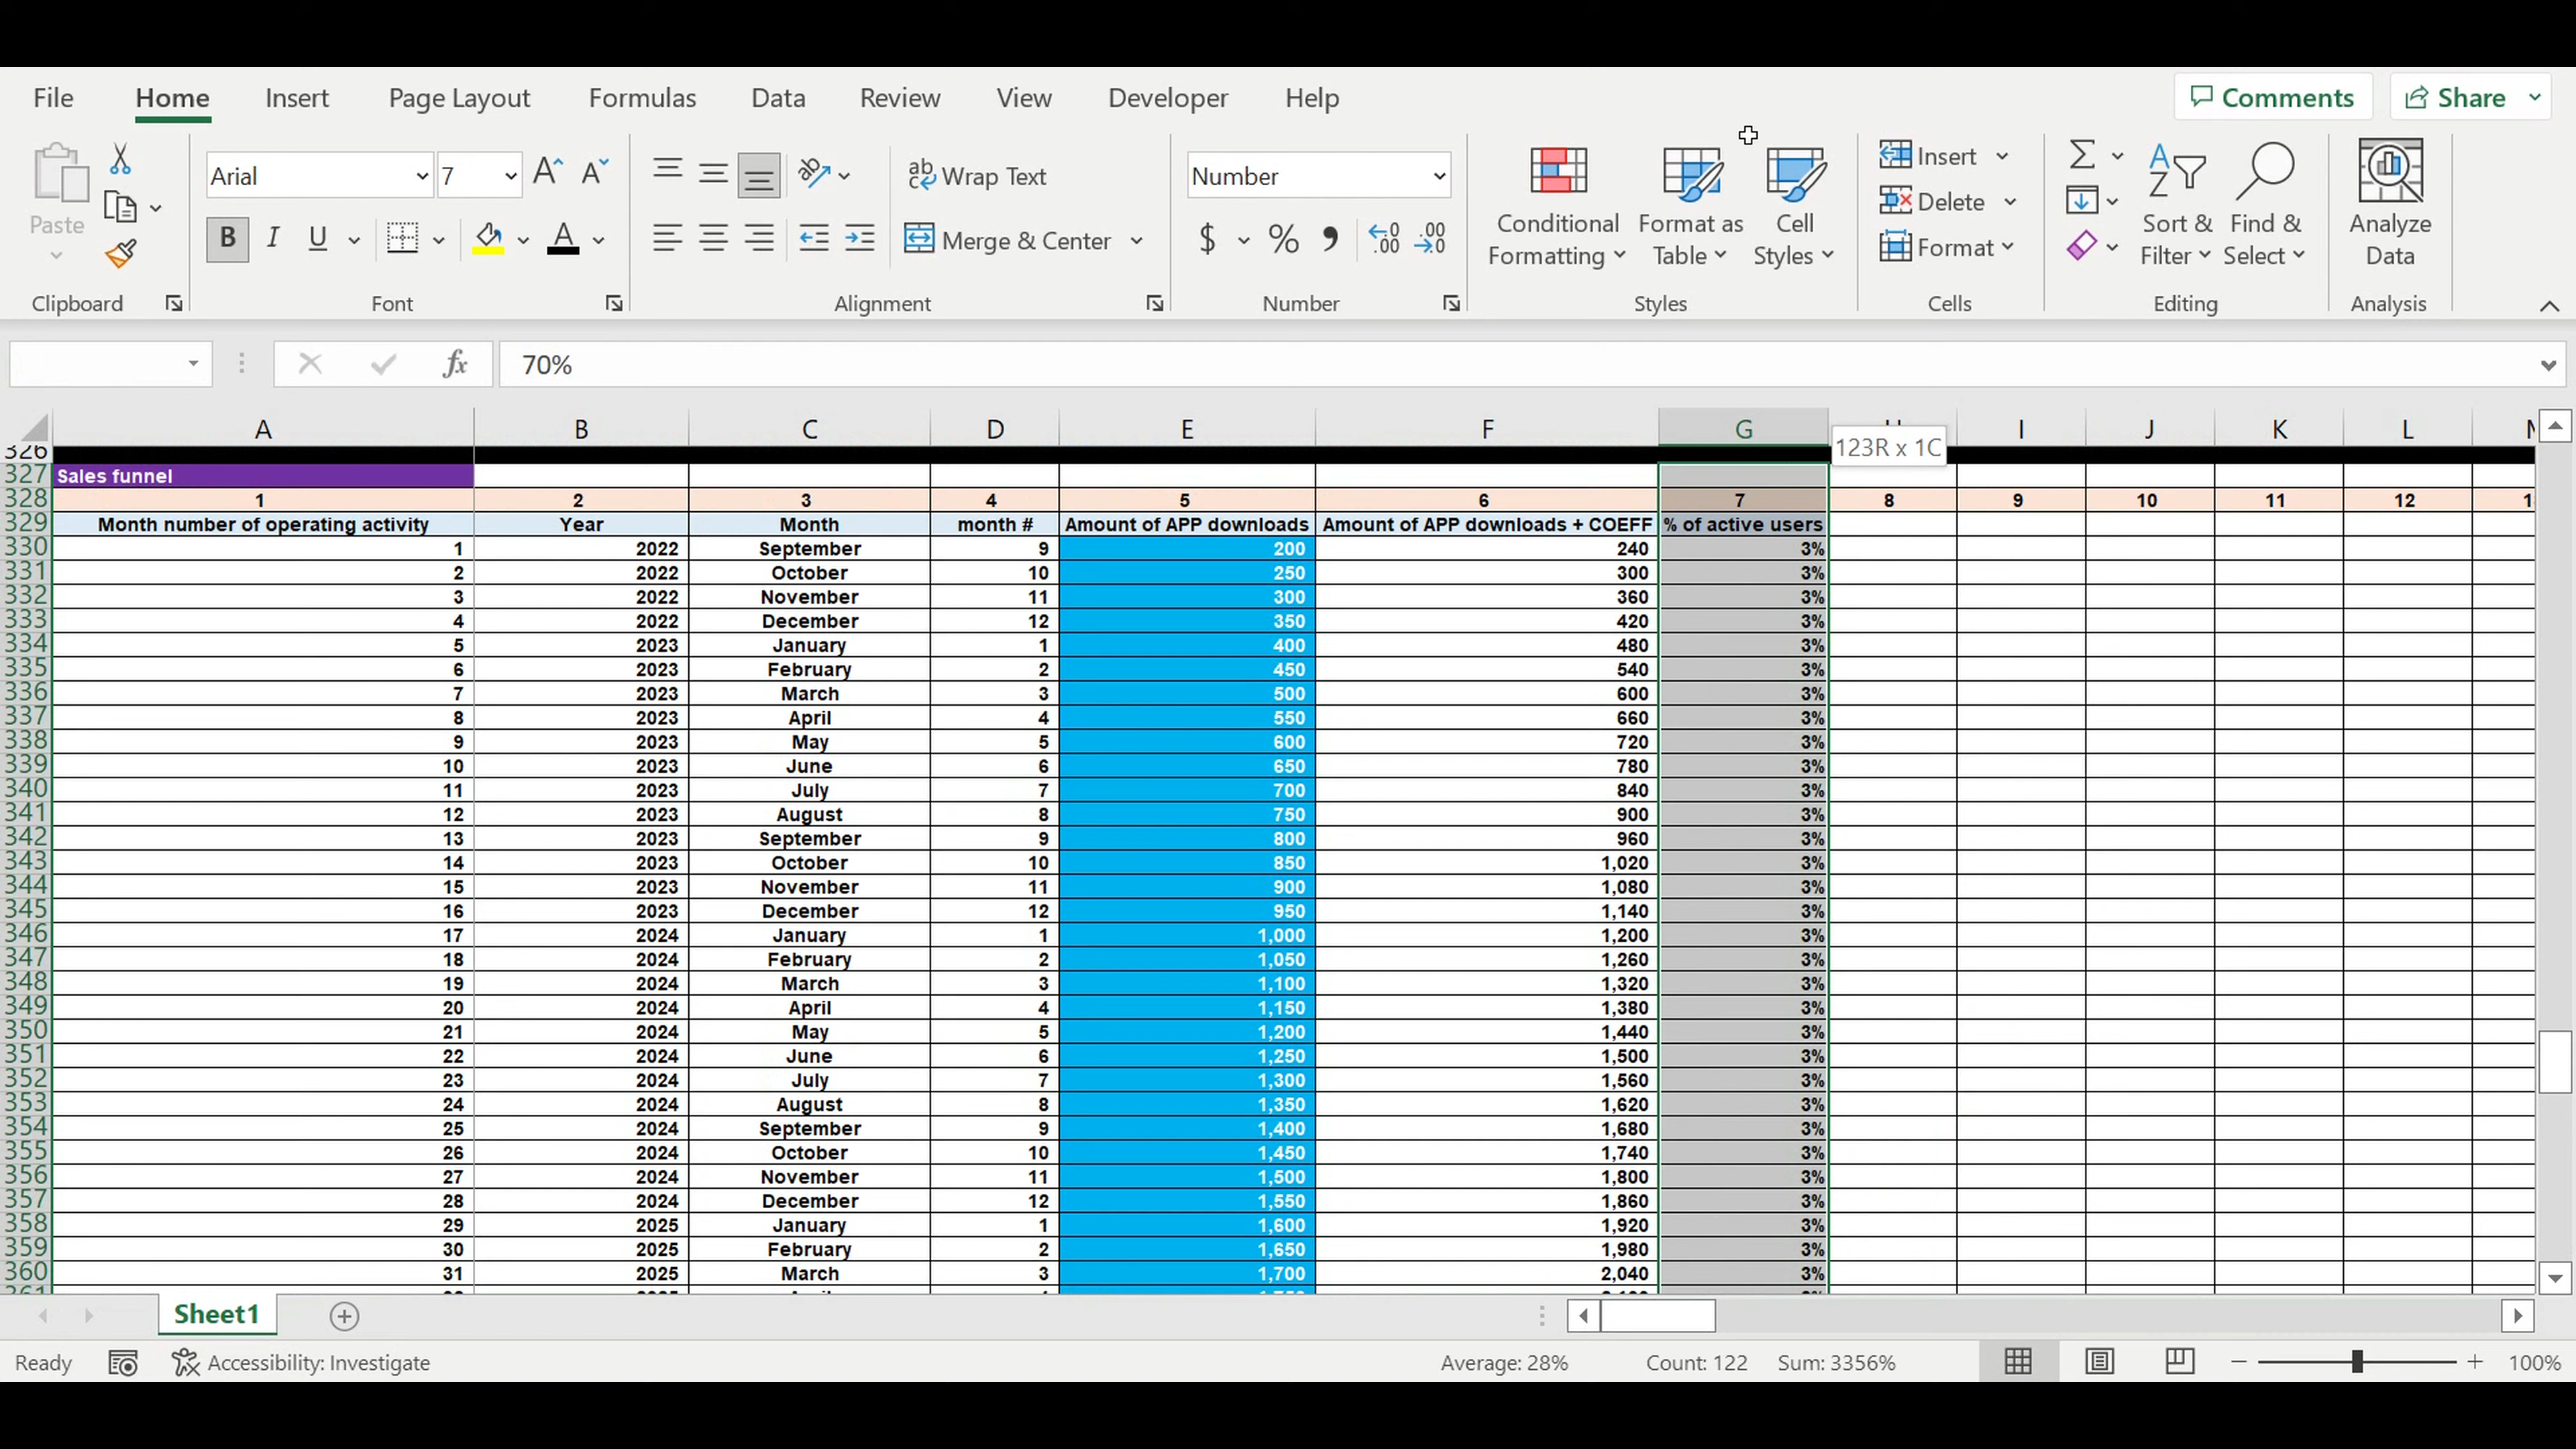 File Home Insert Page Layout Formulas Data Review View Developer Help Comments Share
Paste Arial 7 Wrap Text Number Conditional Formatting Format as Table Cell Styles Insert Delete Format Sort & Filter Find & Select Analyze Data
B I U Merge & Center $ %
Clipboard Font Alignment Number Styles Cells Editing Analysis
fx 70%
A B C D E F G H I J K L
123R x 1C
326
327 Sales funnel
328 1 2 3 4 5 6 7 8 9 10 11 12
329 Month number of operating activity Year Month month # Amount of APP downloads Amount of APP downloads + COEFF % of active users
330 1 2022 September 9 200 240 3%
331 2 2022 October 10 250 300 3%
332 3 2022 November 11 300 360 3%
333 4 2022 December 12 350 420 3%
334 5 2023 January 1 400 480 3%
335 6 2023 February 2 450 540 3%
336 7 2023 March 3 500 600 3%
337 8 2023 April 4 550 660 3%
338 9 2023 May 5 600 720 3%
339 10 2023 June 6 650 780 3%
340 11 2023 July 7 700 840 3%
341 12 2023 August 8 750 900 3%
342 13 2023 September 9 800 960 3%
343 14 2023 October 10 850 1,020 3%
344 15 2023 November 11 900 1,080 3%
345 16 2023 December 12 950 1,140 3%
346 17 2024 January 1 1,000 1,200 3%
347 18 2024 February 2 1,050 1,260 3%
348 19 2024 March 3 1,100 1,320 3%
349 20 2024 April 4 1,150 1,380 3%
350 21 2024 May 5 1,200 1,440 3%
351 22 2024 June 6 1,250 1,500 3%
352 23 2024 July 7 1,300 1,560 3%
353 24 2024 August 8 1,350 1,620 3%
354 25 2024 September 9 1,400 1,680 3%
355 26 2024 October 10 1,450 1,740 3%
356 27 2024 November 11 1,500 1,800 3%
357 28 2024 December 12 1,550 1,860 3%
358 29 2025 January 1 1,600 1,920 3%
359 30 2025 February 2 1,650 1,980 3%
360 31 2025 March 3 1,700 2,040 3%
Sheet1
Ready Accessibility: Investigate Average: 28% Count: 122 Sum: 3356% 100%